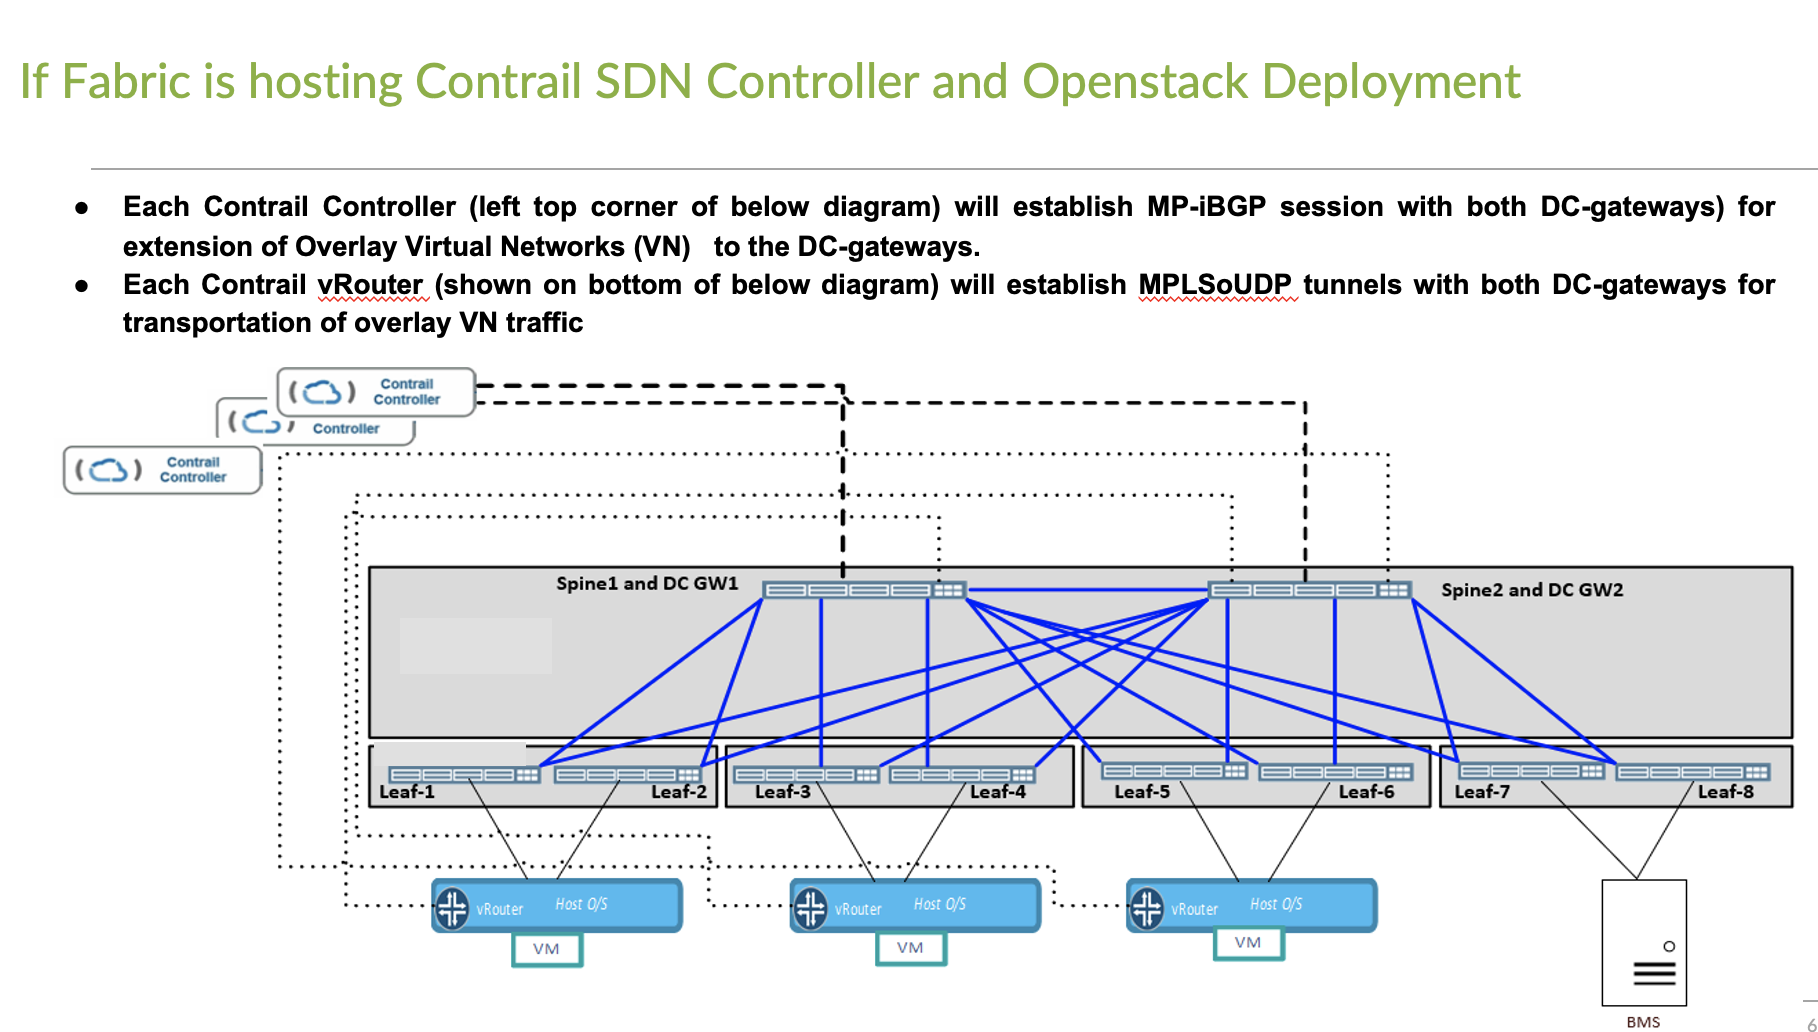 If Fabric is hosting Contrail SDN Controller and Openstack Deployment
● Each Contrail Controller (left top corner of below diagram) will establish MP-iBGP session with both DC-gateways) for
extension of Overlay Virtual Networks (VN) to the DC-gateways.
● Each Contrail vRouter (shown on bottom of below diagram) will establish MPLSoUDP tunnels with both DC-gateways for
transportation of overlay VN traffic
Contrail
Controller
Controller
Contrail
Controller
Spine1 and DC GW1
Spine2 and DC GW2
Leaf-1
Leaf-2
Leaf-3
Leaf-4
Leaf-5
Leaf-6
Leaf-7
Leaf-8
vRouter
Host O/S
vRouter
Host O/S
vRouter
Host O/S
VM
VM
VM
BMS
6